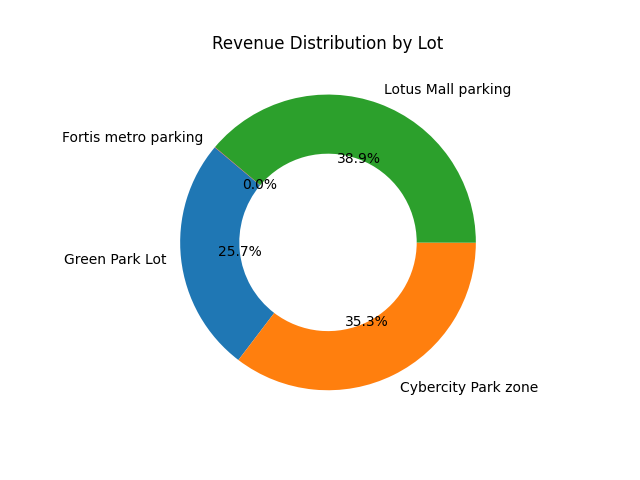 Revenue Distribution by Lot
Lotus Mall parking
Fortis metro parking
38.9%
0.0%
25.7%
Green Park Lot
35.3%
Cybercity Park zone